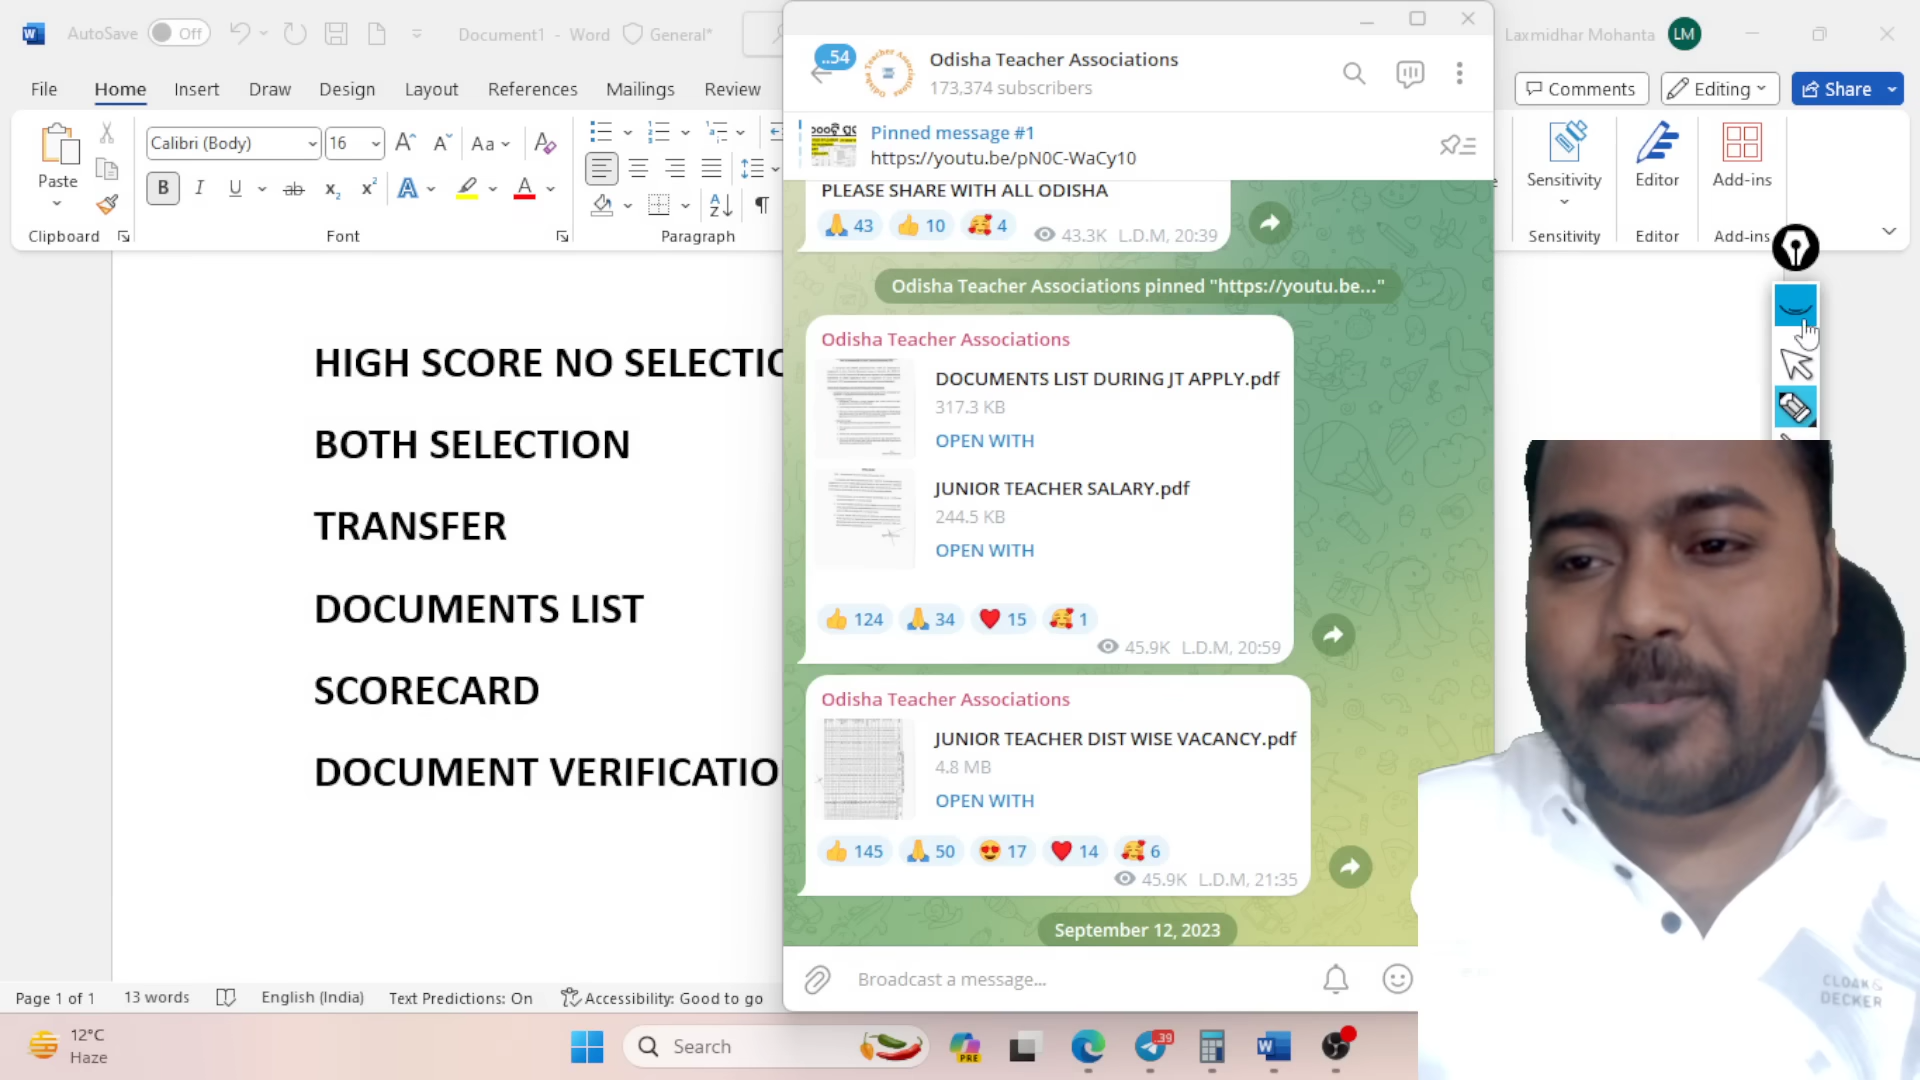 AutoSave Off Document1 - Word General*
Laxmidhar Mohanta LM
File Home Insert Draw Design Layout References Mailings Review
Comments Editing Share
Paste
Calibri (Body) 16 Aa
B I U ab x₂ x² A A
Sensitivity Editor Add-ins
Clipboard Font Paragraph Sensitivity Editor Add-ins
HIGH SCORE NO SELECTIO
BOTH SELECTION
TRANSFER
DOCUMENTS LIST
SCORECARD
DOCUMENT VERIFICATIO
..54
Odisha Teacher Associations
173,374 subscribers
Pinned message #1
https://youtu.be/pN0C-WaCy10
PLEASE SHARE WITH ALL ODISHA
43 10 4 43.3K L.D.M, 20:39
Odisha Teacher Associations pinned "https://youtu.be..."
Odisha Teacher Associations
DOCUMENTS LIST DURING JT APPLY.pdf
317.3 KB
OPEN WITH
JUNIOR TEACHER SALARY.pdf
244.5 KB
OPEN WITH
124 34 15 1
45.9K L.D.M, 20:59
Odisha Teacher Associations
JUNIOR TEACHER DIST WISE VACANCY.pdf
4.8 MB
OPEN WITH
145 50 17 14 6
45.9K L.D.M, 21:35
September 12, 2023
Broadcast a message...
CLOAK &
DECKER
Page 1 of 1 13 words English (India) Text Predictions: On Accessibility: Good to go
12°C
Haze
Search
PRE
.39